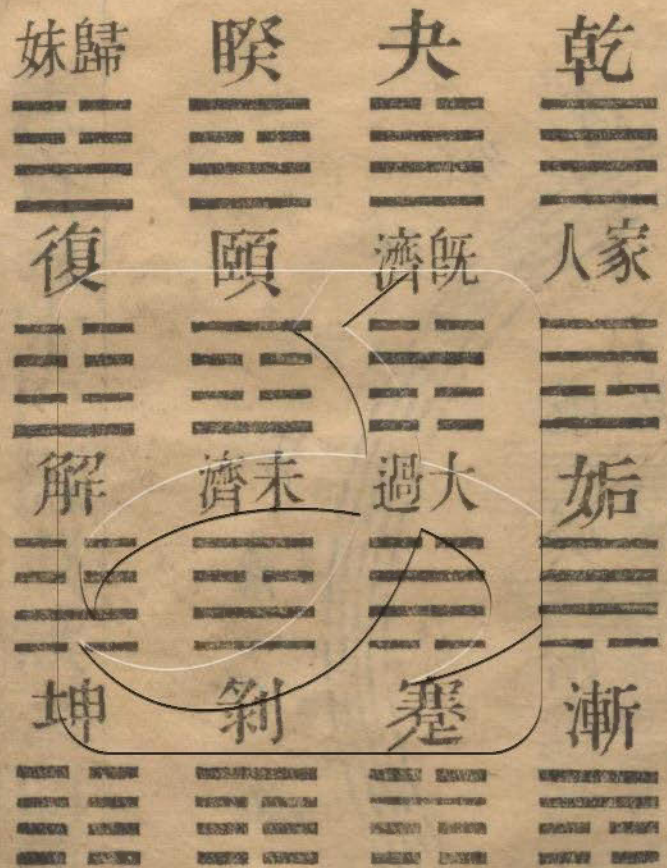 乾 夬 睽 歸妹
家人 既濟 頤 復
姤 大過 未濟 解
漸 蹇 剝 坤